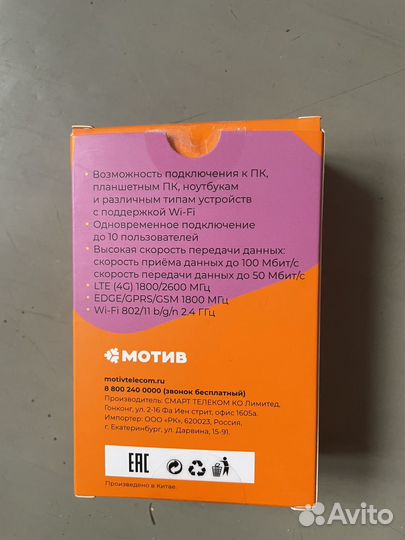 • Возможность подключения к ПК,
планшетным ПК, ноутбукам
и различным типам устройств
с поддержкой Wi-Fi
• Одновременное подключение
до 10 пользователей
• Высокая скорость передачи данных:
скорость приёма данных до 100 Мбит/с
скорость передачи данных до 50 Мбит/с
• LTE (4G) 1800/2600 МГц
• EDGE/GPRS/GSM 1800 МГц
• Wi-Fi 802/11 b/g/n 2.4 ГГц
МОТИВ
motivtelecom.ru
8 800 240 0000 (звонок бесплатный)
Производитель: СМАРТ ТЕЛЕКОМ КО Лимитед,
Гонконг, ул. 2-16 Фа Иен стрит, офис 1605а.
Импортер: ООО «РК», 620023, Россия,
г. Екатеринбург, ул. Дарвина, 15-91.
EAC
Произведено в Китае.
Avito